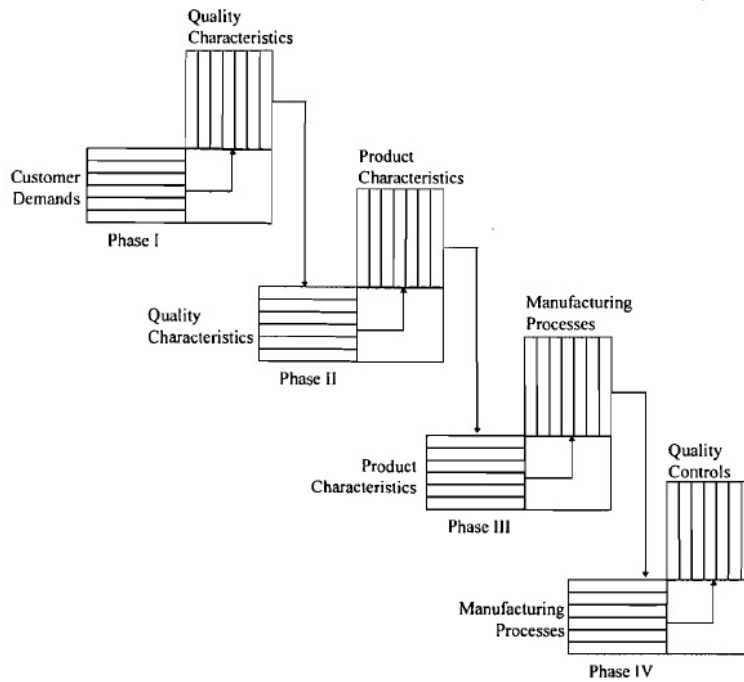 Quality
Characteristics
Customer
Demands
Phase I
Product
Characteristics
Quality
Characteristics
Phase II
Manufacturing
Processes
Product
Characteristics
Phase III
Quality
Controls
Manufacturing
Processes
Phase IV